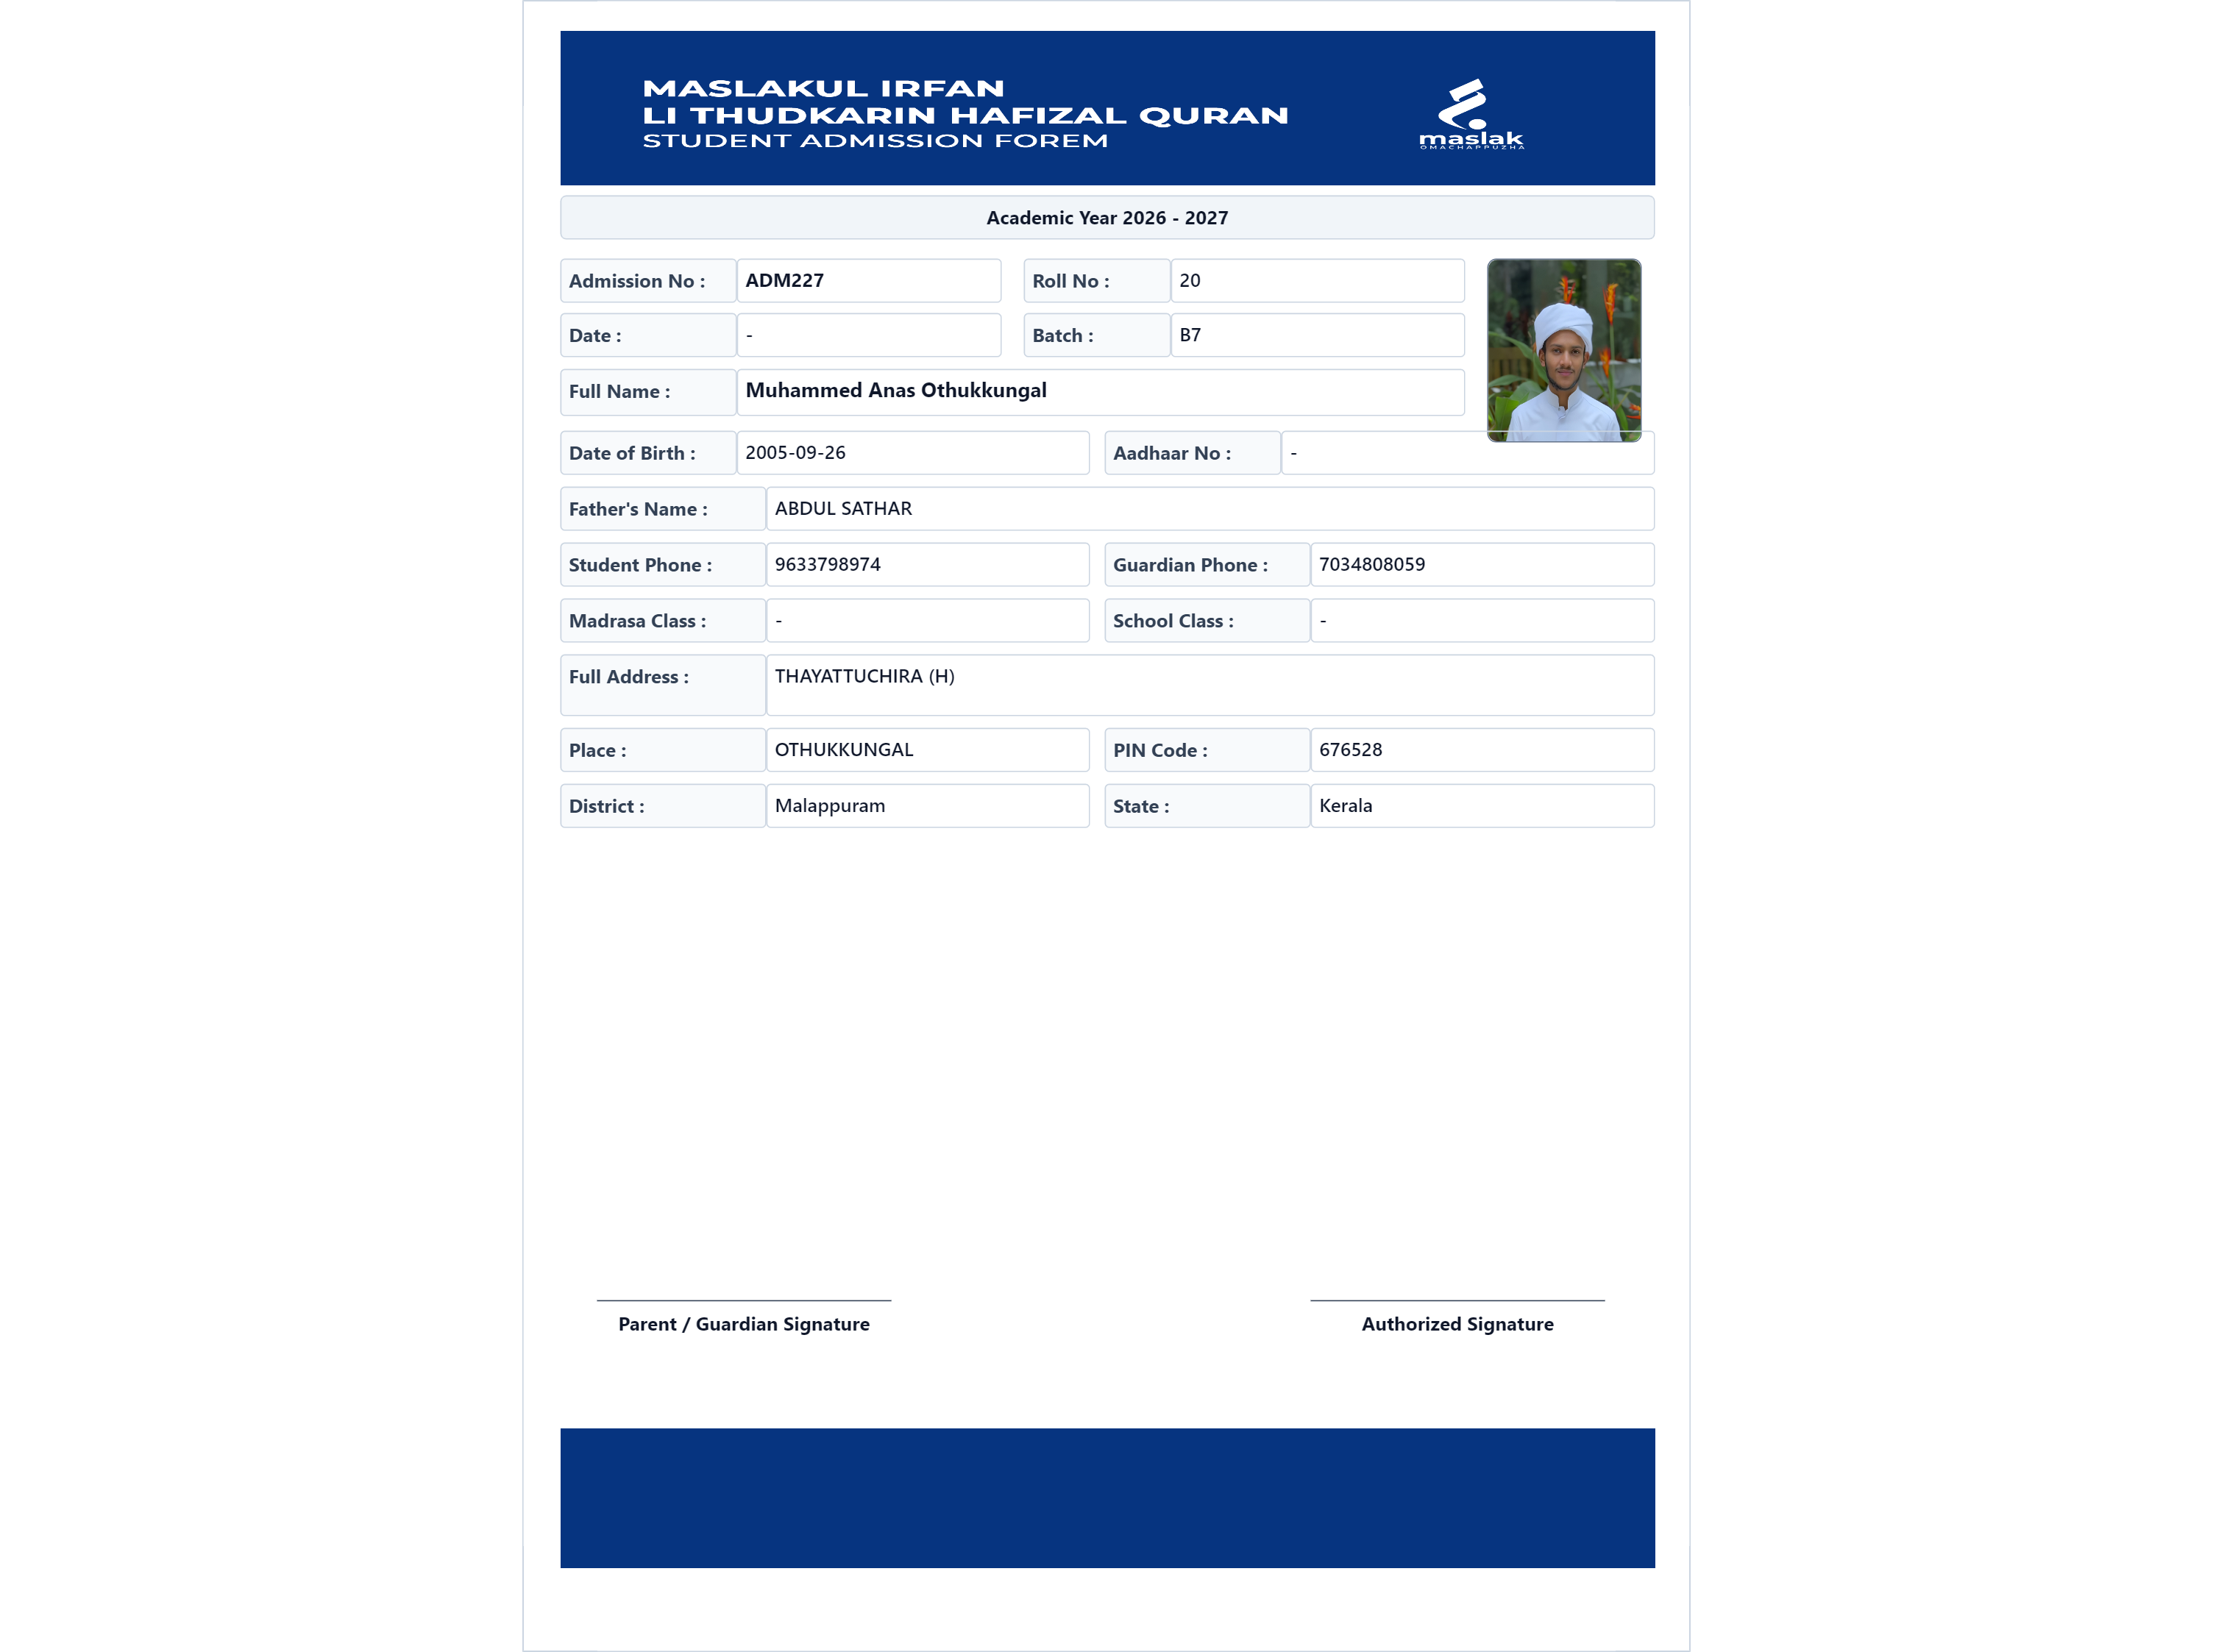 MASLAKUL IRFAN
LI THUDKARIN HAFIZAL QURAN
STUDENT ADMISSION FOREM
maslak
OMACHAPPUZHA
Academic Year 2026 - 2027
Admission No : ADM227 Roll No : 20
Date : - Batch : B7
Full Name : Muhammed Anas Othukkungal
Date of Birth : 2005-09-26 Aadhaar No : -
Father's Name : ABDUL SATHAR
Student Phone : 9633798974 Guardian Phone : 7034808059
Madrasa Class : - School Class : -
Full Address : THAYATTUCHIRA (H)
Place : OTHUKKUNGAL PIN Code : 676528
District : Malappuram State : Kerala
Parent / Guardian Signature Authorized Signature